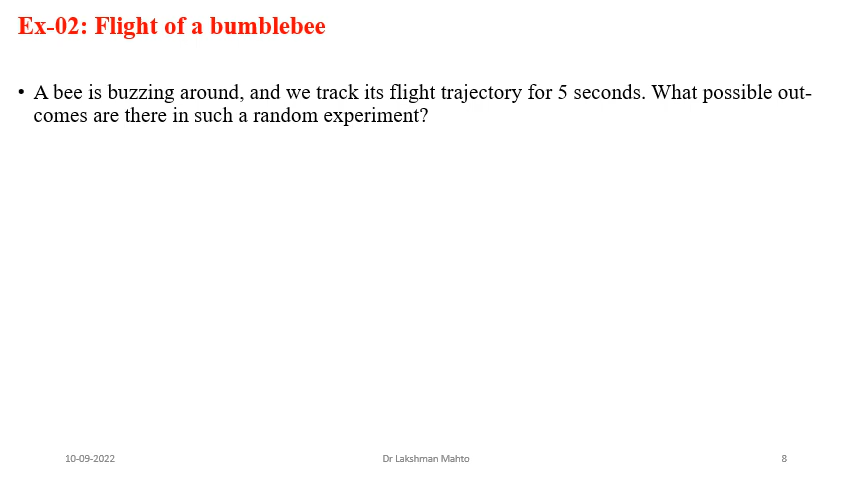 Ex-02: Flight of a bumblebee
• A bee is buzzing around, and we track its flight trajectory for 5 seconds. What possible out-
comes are there in such a random experiment?
10-09-2022
Dr Lakshman Mahto
8